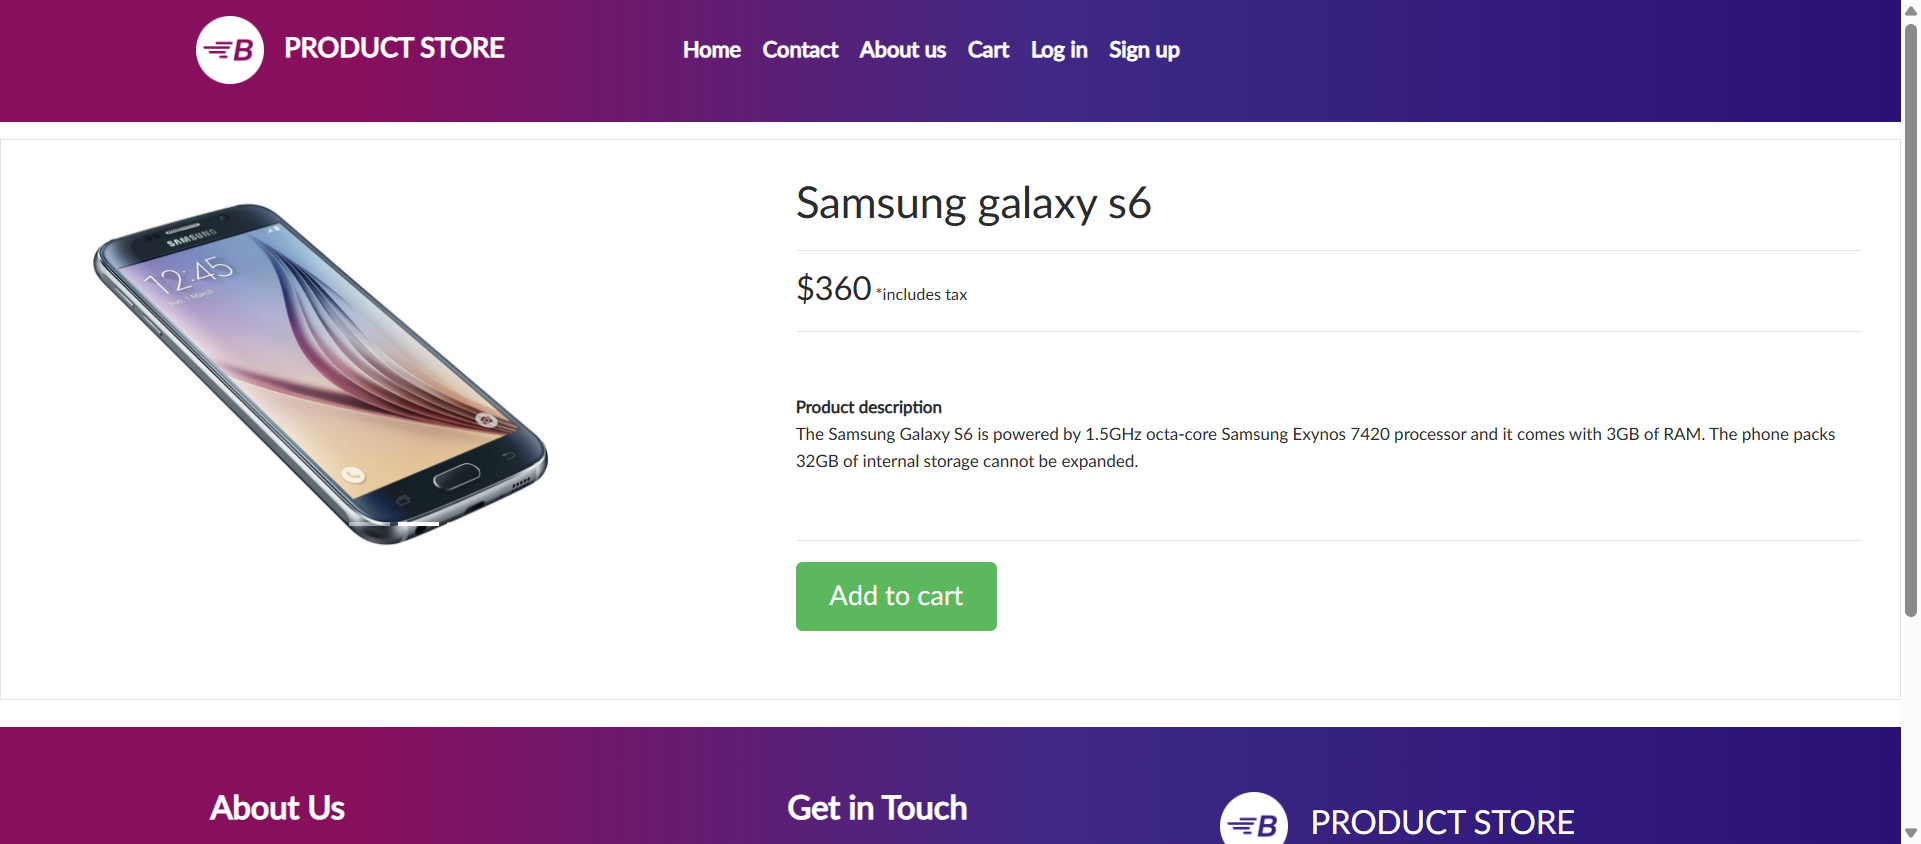 B PRODUCT STORE
Home Contact About us Cart Log in Sign up
Samsung galaxy s6
SAMSUNG
12:45
Sun, 1 March
$360 *includes tax
Product description
The Samsung Galaxy S6 is powered by 1.5GHz octa-core Samsung Exynos 7420 processor and it comes with 3GB of RAM. The phone packs
32GB of internal storage cannot be expanded.
Add to cart
About Us
Get in Touch
B PRODUCT STORE